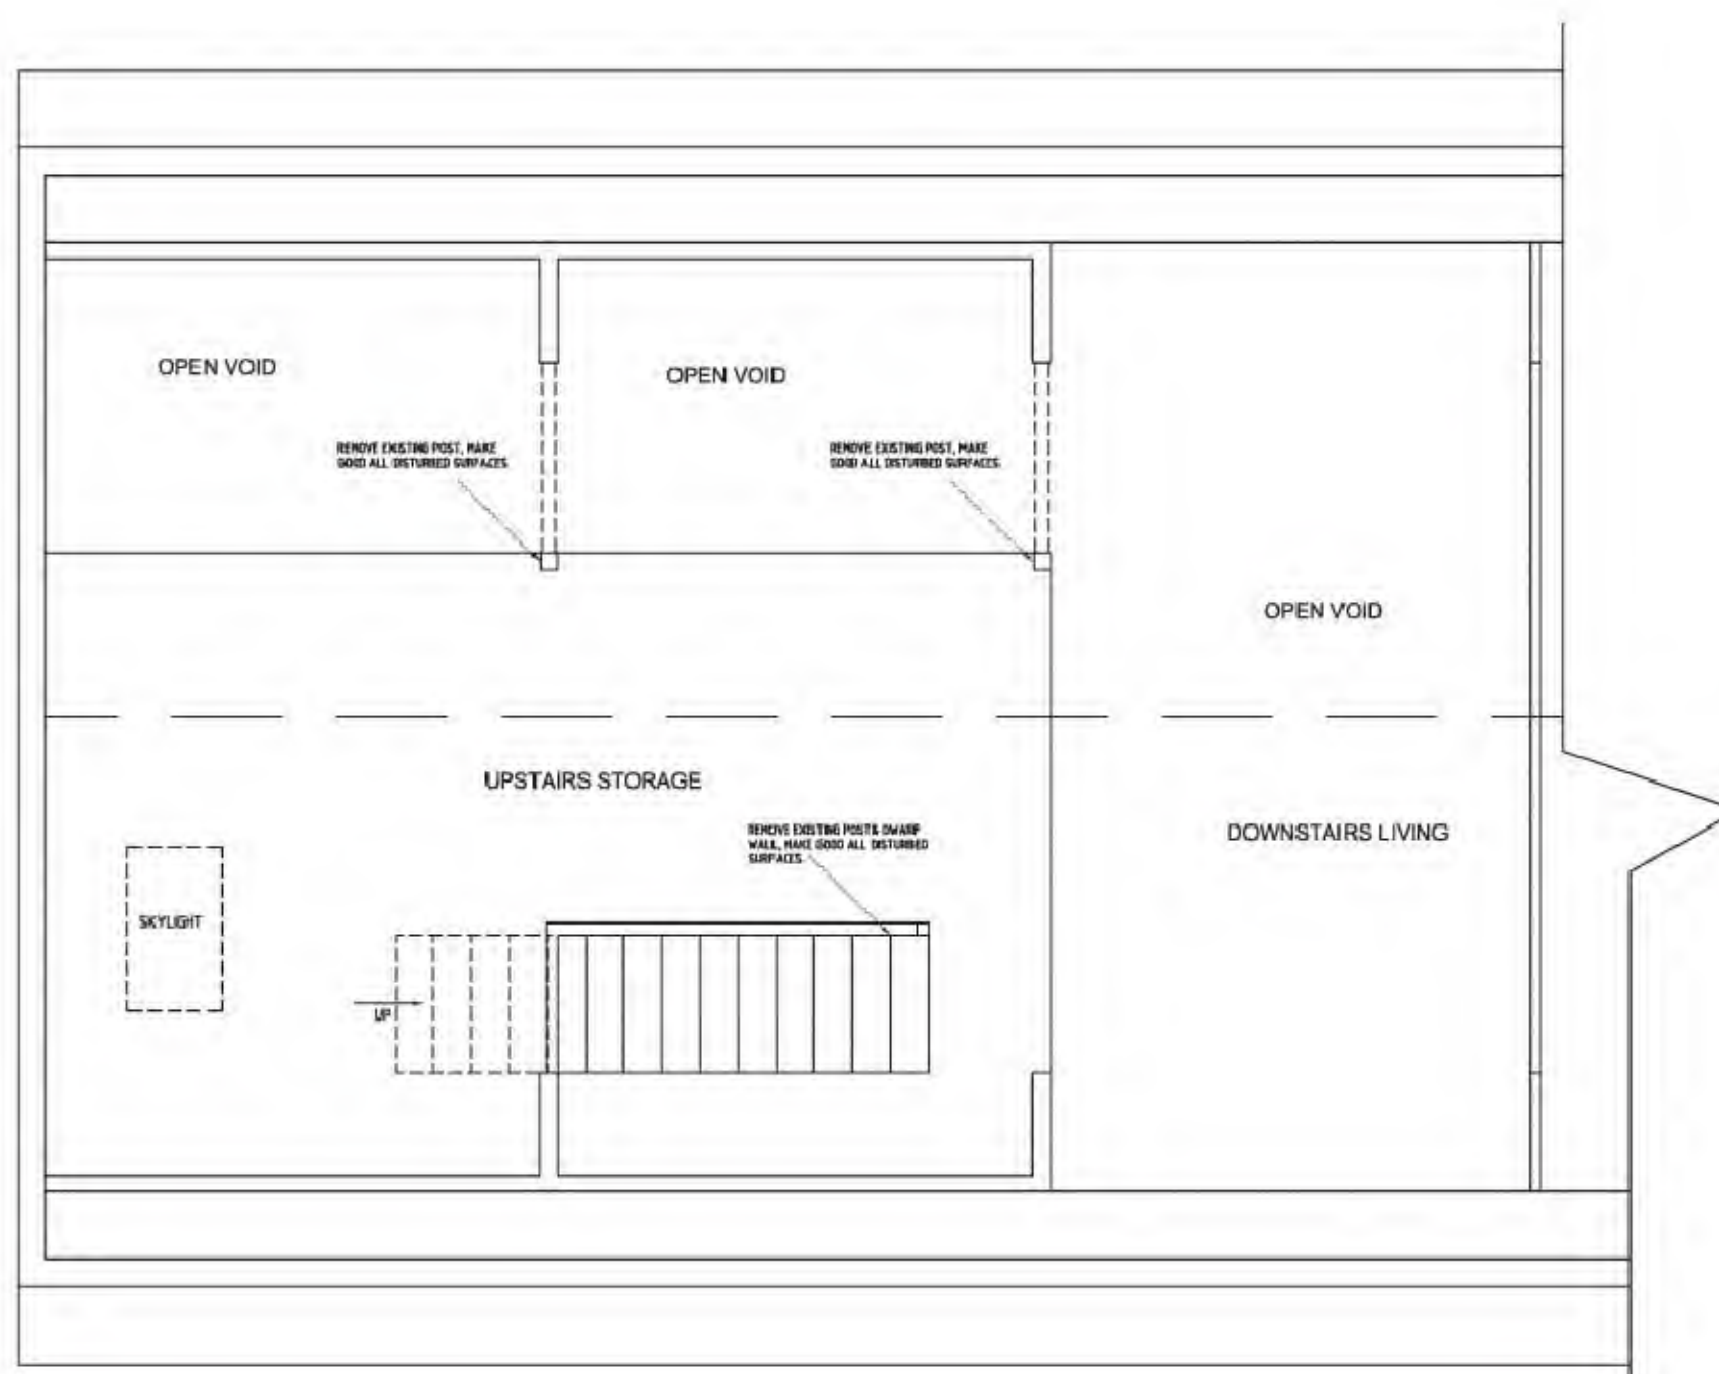 OPEN VOID
OPEN VOID
REMOVE EXISTING POST, MAKE
GOOD ALL DISTURBED SURFACES.
REMOVE EXISTING POST, MAKE
GOOD ALL DISTURBED SURFACES.
OPEN VOID
UPSTAIRS STORAGE
REMOVE EXISTING POST & DWARF
WALL, MAKE GOOD ALL DISTURBED
SURFACES.
DOWNSTAIRS LIVING
SKYLIGHT
UP